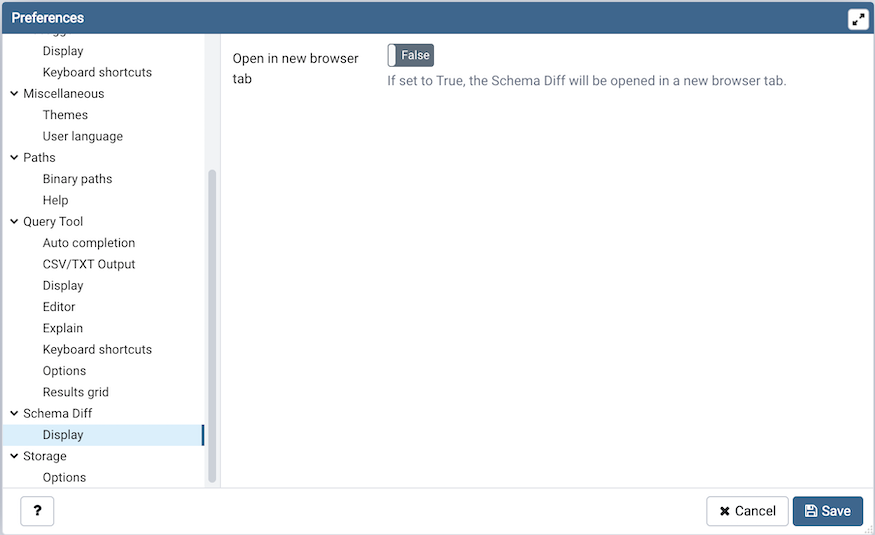 Preferences
Display
Keyboard shortcuts
Miscellaneous
Themes
User language
Paths
Binary paths
Help
Query Tool
Auto completion
CSV/TXT Output
Display
Editor
Explain
Keyboard shortcuts
Options
Results grid
Schema Diff
Display
Storage
Options
Open in new browser
tab
False
If set to True, the Schema Diff will be opened in a new browser tab.
?
Cancel
Save